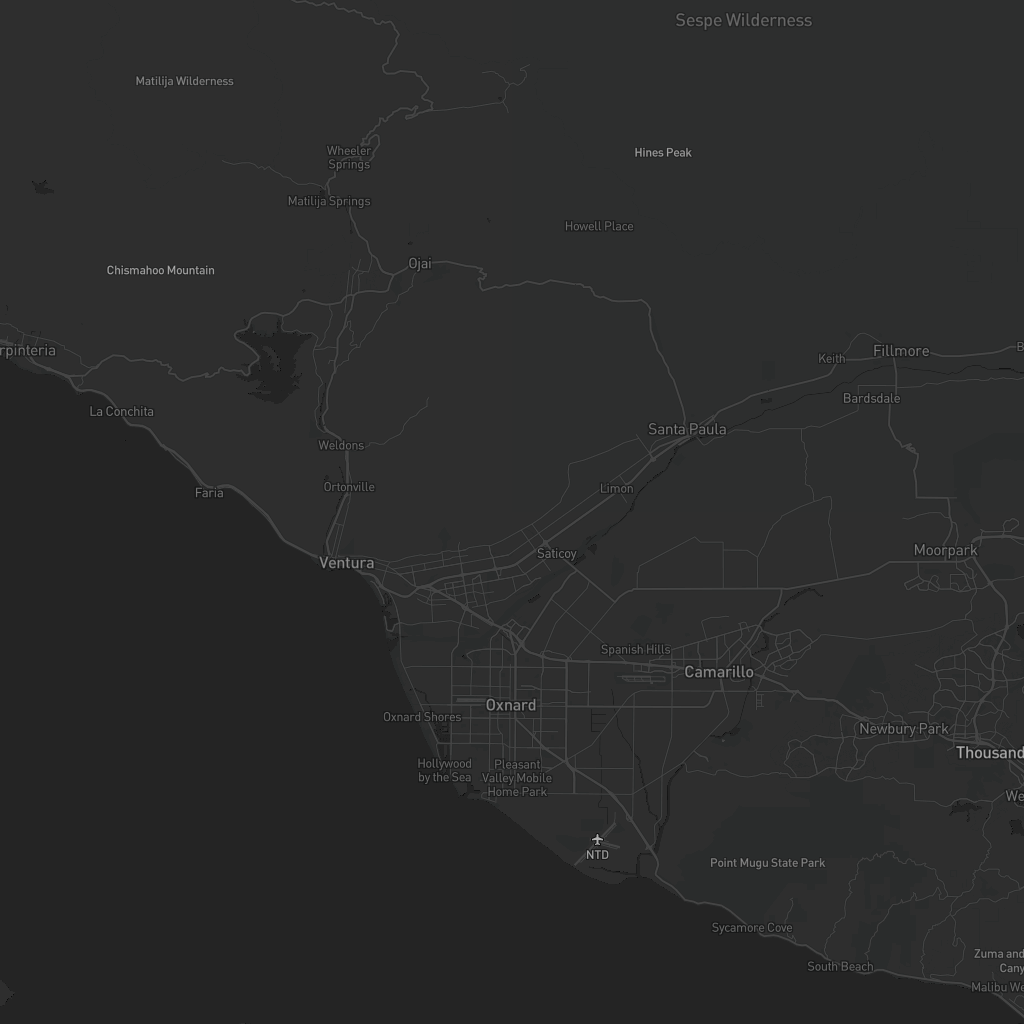 Sespe Wilderness
Matilija Wilderness
Wheeler
Springs
Hines Peak
Matilija Springs
Howell Place
Ojai
Chismahoo Mountain
rpinteria
Keith
Fillmore
B
Bardsdale
La Conchita
Santa Paula
Weldons
Ortonville
Limon
Faria
Saticoy
Moorpark
Ventura
Spanish Hills
Camarillo
Oxnard
Oxnard Shores
Newbury Park
Thousand
Hollywood
by the Sea
Pleasant
Valley Mobile
Home Park
We
NTD
Point Mugu State Park
Sycamore Cove
South Beach
Zuma and
Cany
Malibu We